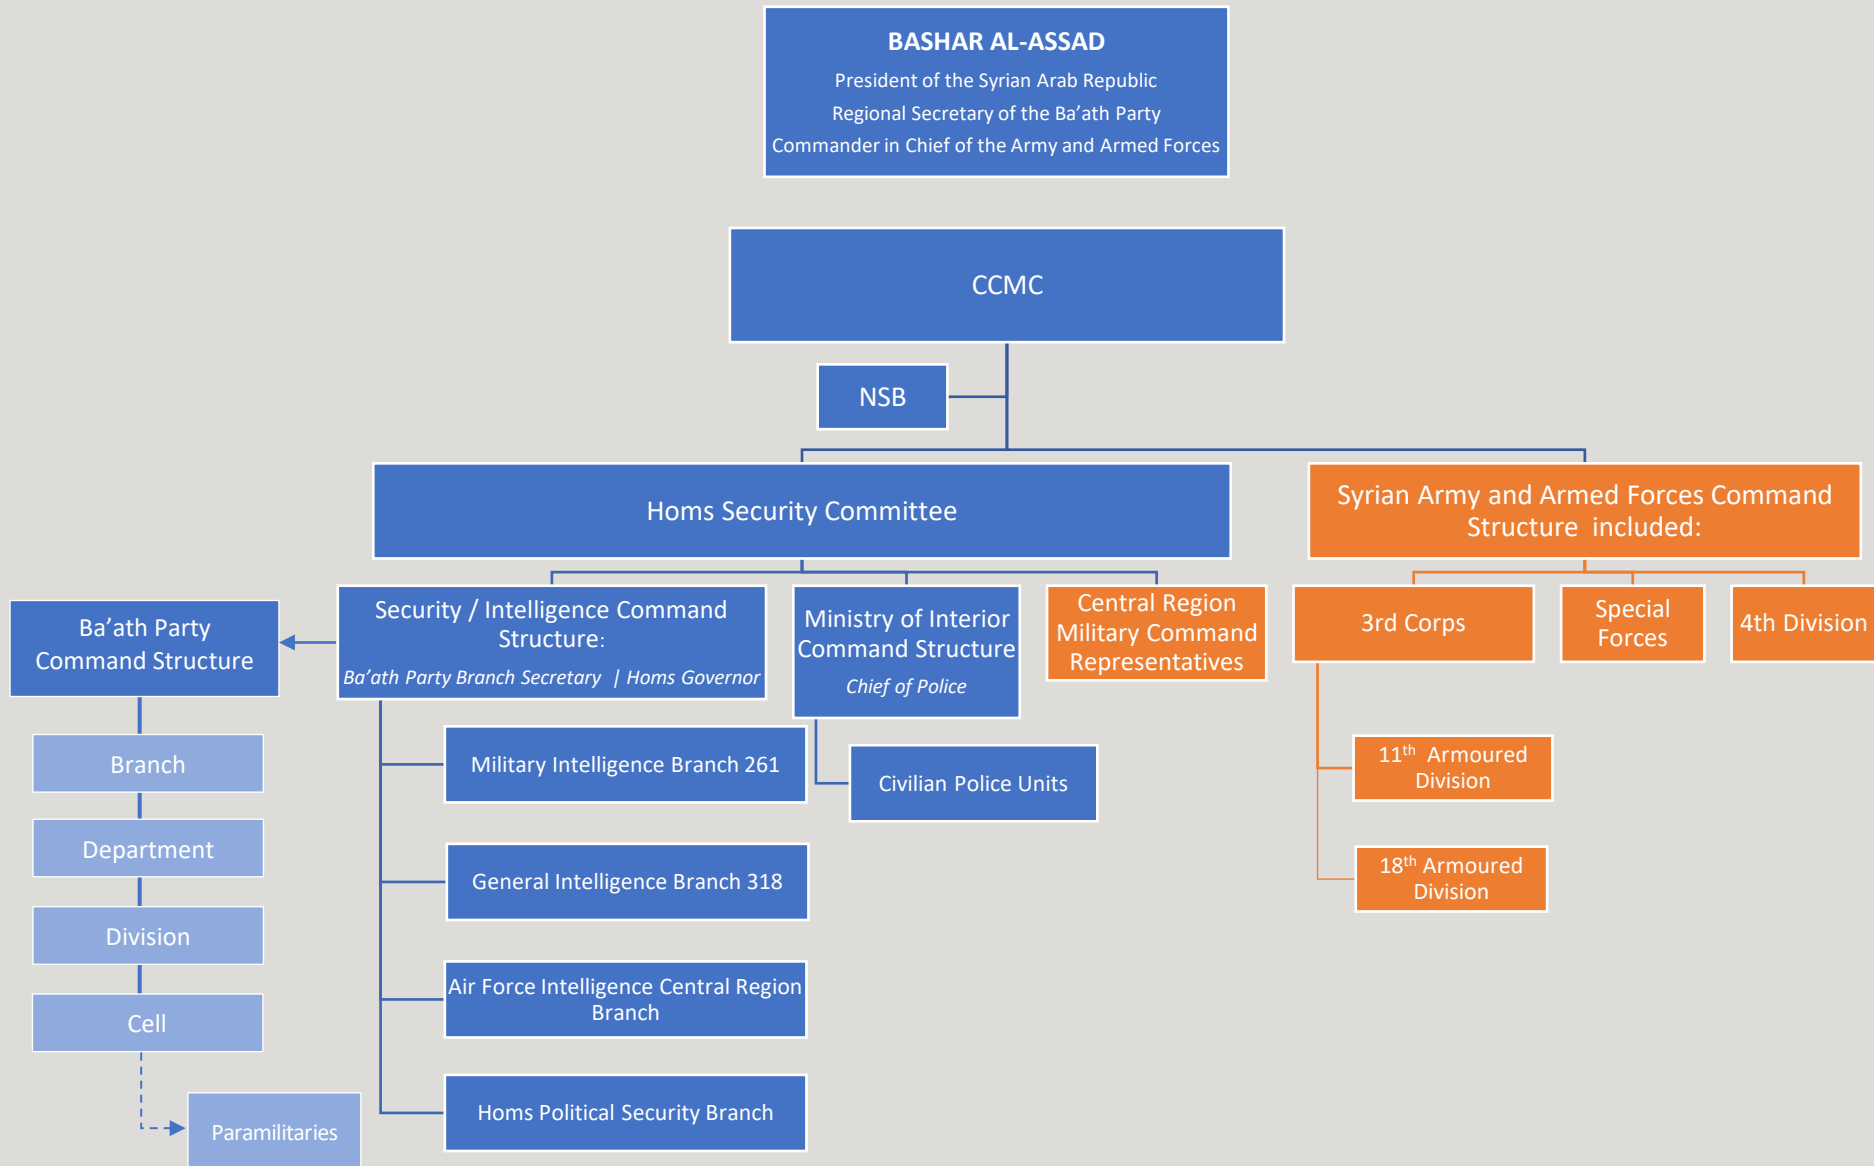 BASHAR AL-ASSAD
President of the Syrian Arab Republic
Regional Secretary of the Ba’ath Party
Commander in Chief of the Army and Armed Forces
CCMC
NSB
Homs Security Committee
Syrian Army and Armed Forces Command
Structure included:
Ba’ath Party
Command Structure
Security / Intelligence Command
Structure:
Ba’ath Party Branch Secretary | Homs Governor
Ministry of Interior
Command Structure
Chief of Police
Central Region
Military Command
Representatives
3rd Corps
Special
Forces
4th Division
Branch
Department
Division
Cell
Paramilitaries
Military Intelligence Branch 261
General Intelligence Branch 318
Air Force Intelligence Central Region
Branch
Homs Political Security Branch
Civilian Police Units
11th Armoured
Division
18th Armoured
Division